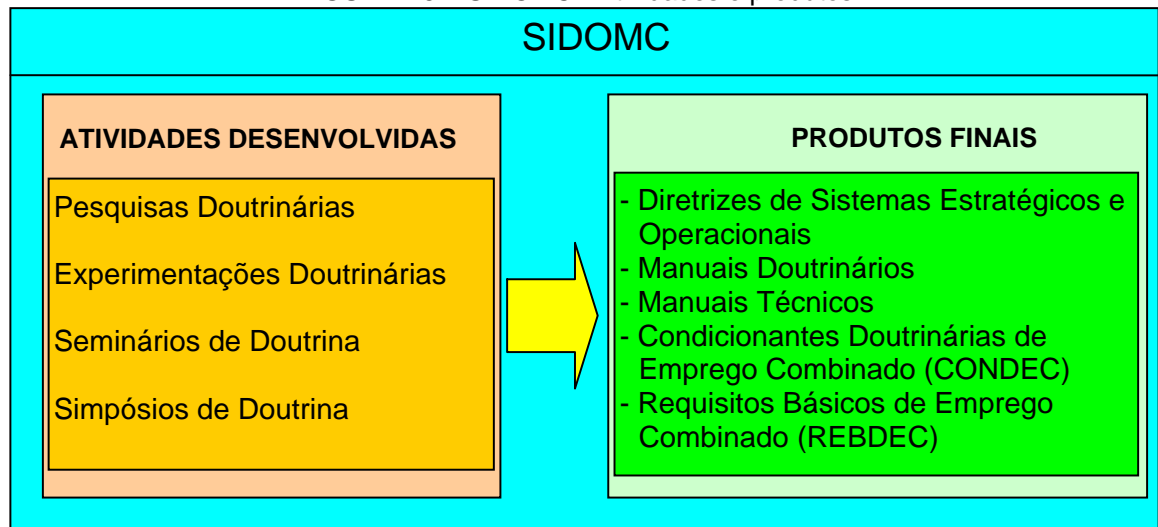 SIDOMC
ATIVIDADES DESENVOLVIDAS
Pesquisas Doutrinárias
Experimentações Doutrinárias
Seminários de Doutrina
Simpósios de Doutrina
PRODUTOS FINAIS
- Diretrizes de Sistemas Estratégicos e
Operacionais
- Manuais Doutrinários
- Manuais Técnicos
- Condicionantes Doutrinárias de
Emprego Combinado (CONDEC)
- Requisitos Básicos de Emprego
Combinado (REBDEC)